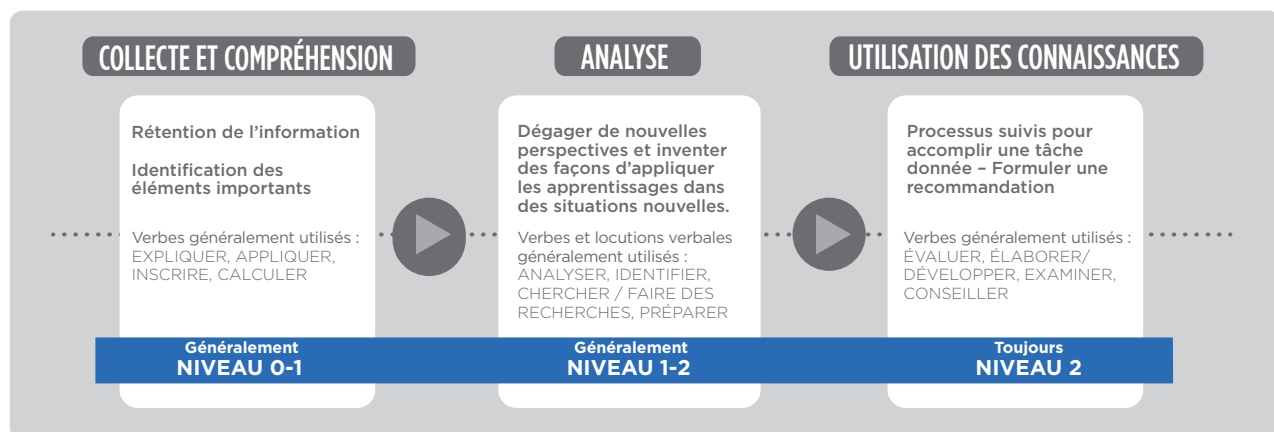 COLLECTE ET COMPRÉHENSION
Rétention de l’information
Identification des
éléments importants
Verbes généralement utilisés :
EXPLIQUER, APPLIQUER,
INSCRIRE, CALCULER
Généralement
NIVEAU 0-1
ANALYSE
Dégager de nouvelles
perspectives et inventer
des façons d’appliquer
les apprentissages dans
des situations nouvelles.
Verbes et locutions verbales
généralement utilisés :
ANALYSER, IDENTIFIER,
CHERCHER / FAIRE DES
RECHERCHES, PRÉPARER
Généralement
NIVEAU 1-2
UTILISATION DES CONNAISSANCES
Processus suivis pour
accomplir une tâche
donnée – Formuler une
recommandation
Verbes généralement utilisés :
ÉVALUER, ÉLABORER/
DÉVELOPPER, EXAMINER,
CONSEILLER
Toujours
NIVEAU 2